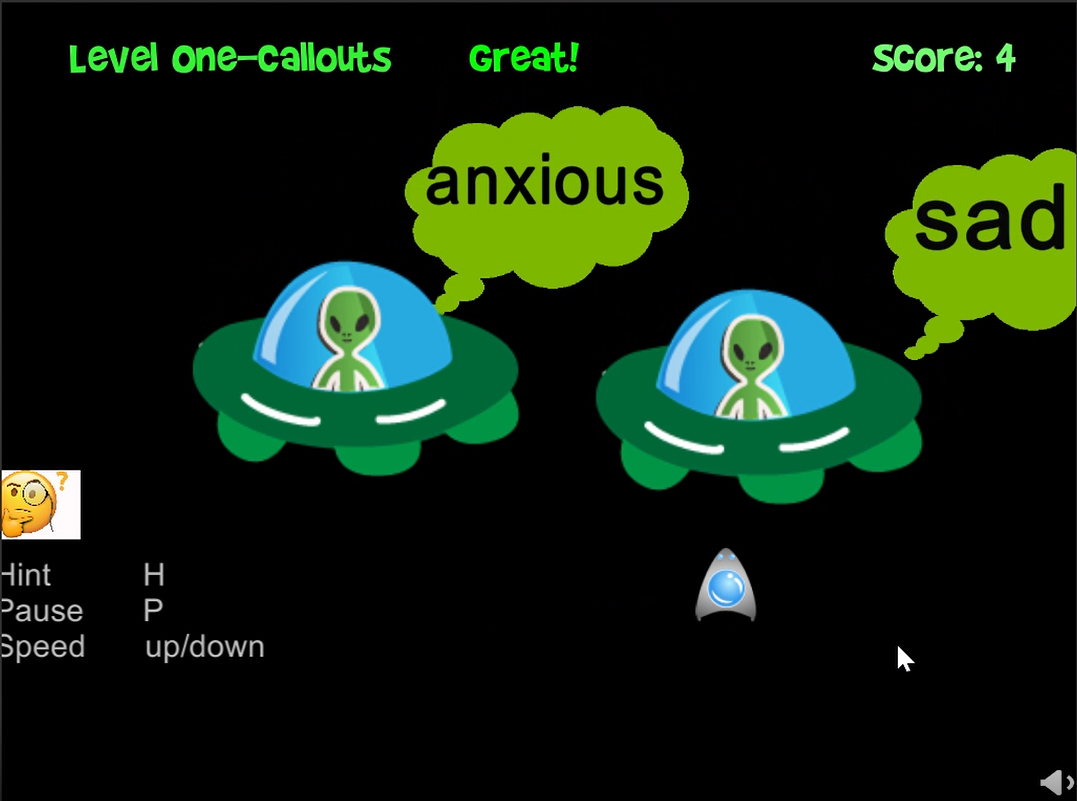 Level One-Callouts
Great!
Score: 4
anxious
sad
?
Hint H
Pause P
Speed up/down